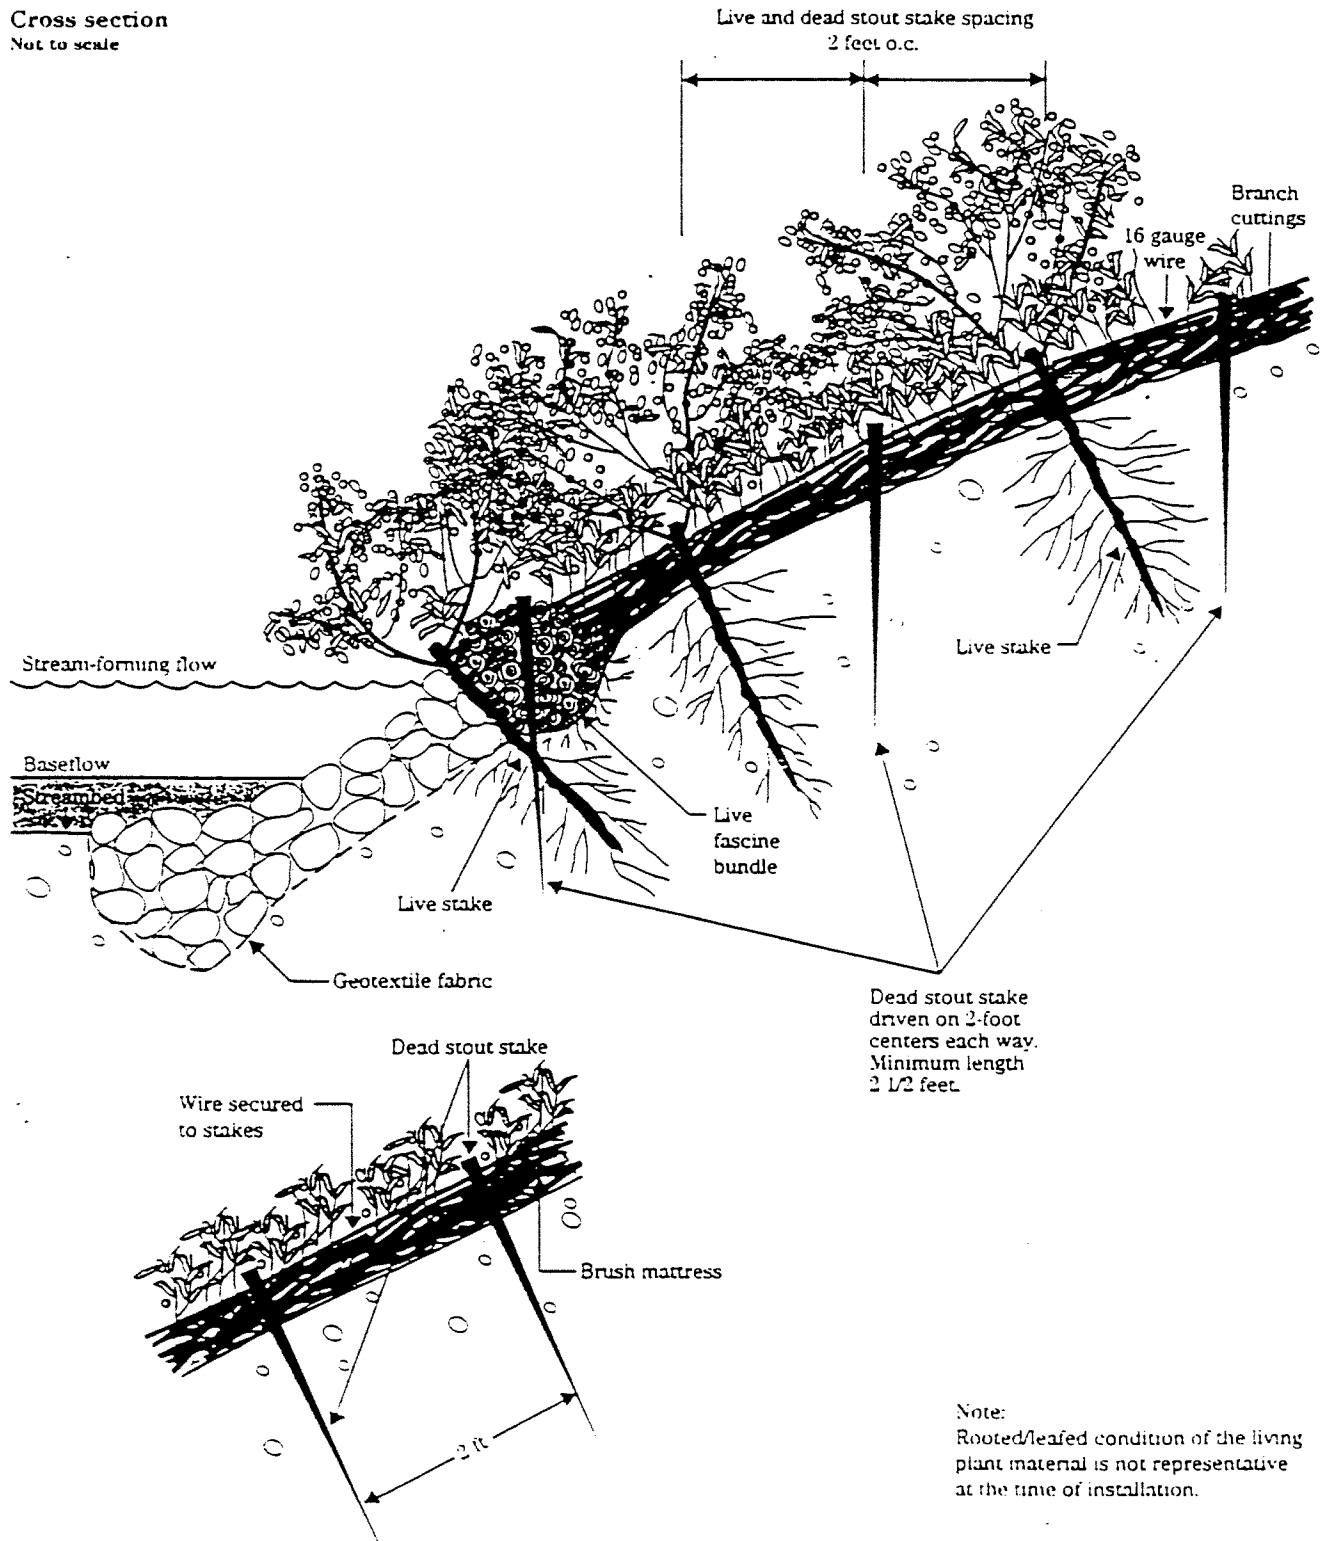 Cross section
Not to scale
Live and dead stout stake spacing
2 feet o.c.
Branch
cuttings
16 gauge
wire
Stream-forming flow
Live stake
Baseflow
Streambed
Live
fascine
bundle
Live stake
Geotextile fabric
Dead stout stake
driven on 2-foot
centers each way.
Minimum length
2 1/2 feet.
Dead stout stake
Wire secured
to stakes
Brush mattress
2 ft
Note:
Rooted/leafed condition of the living
plant material is not representative
at the time of installation.